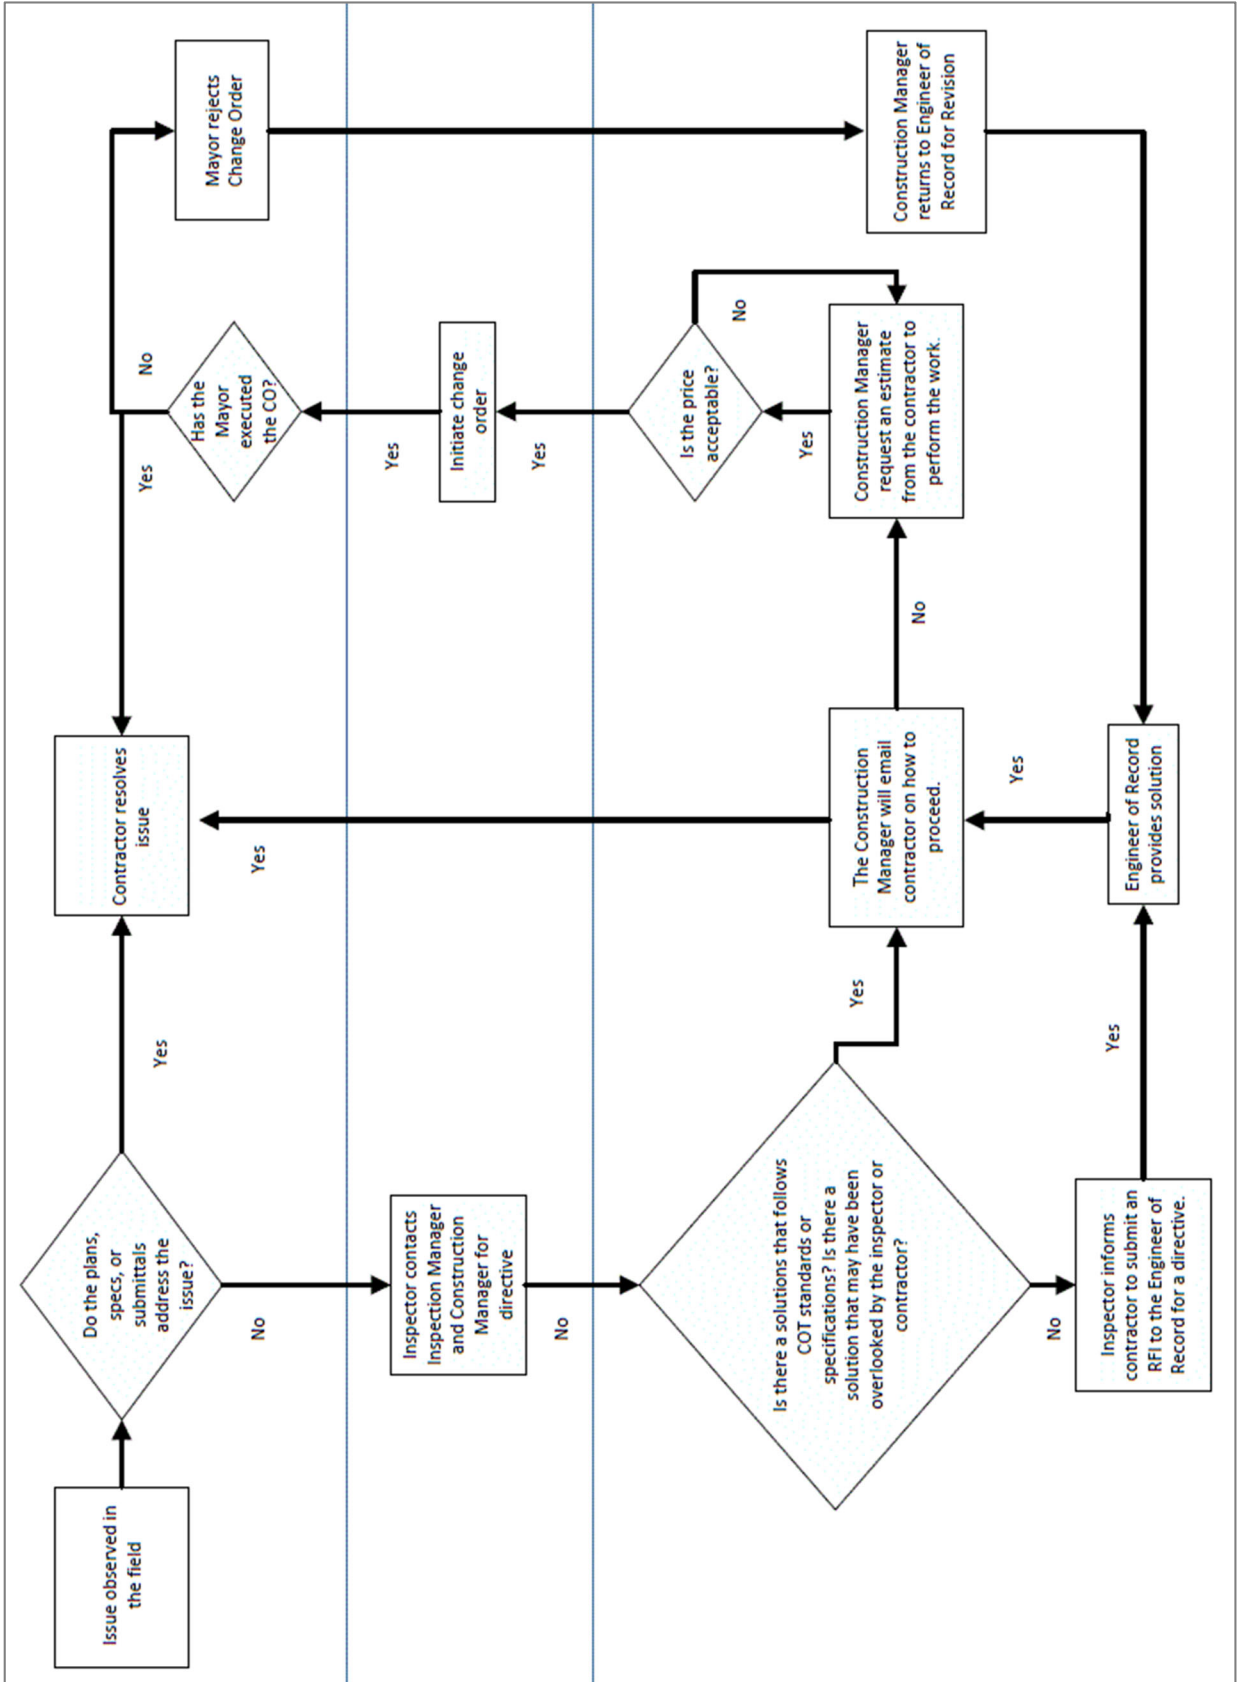 Issue observed in
the field
Do the plans,
specs, or
submittals
address the
issue?
Yes
No
Contractor resolves
issue
Inspector contacts
Inspection Manager
and Construction
Manager for
directive
No
Is there a solutions that follows
COT standards or
specifications? Is there a
solution that may have been
overlooked by the inspector or
contractor?
Yes
No
Inspector informs
contractor to submit an
RFI to the Engineer of
Record for a directive.
Yes
Engineer of Record
provides solution
Yes
The Construction
Manager will email
contractor on how to
proceed.
Yes
No
Construction Manager
request an estimate
from the contractor to
perform the work.
Yes
Is the price
acceptable?
No
Yes
Initiate change
order
Yes
Has the
Mayor
executed
the CO?
Yes
No
Mayor rejects
Change Order
Construction Manager
returns to Engineer of
Record for Revision